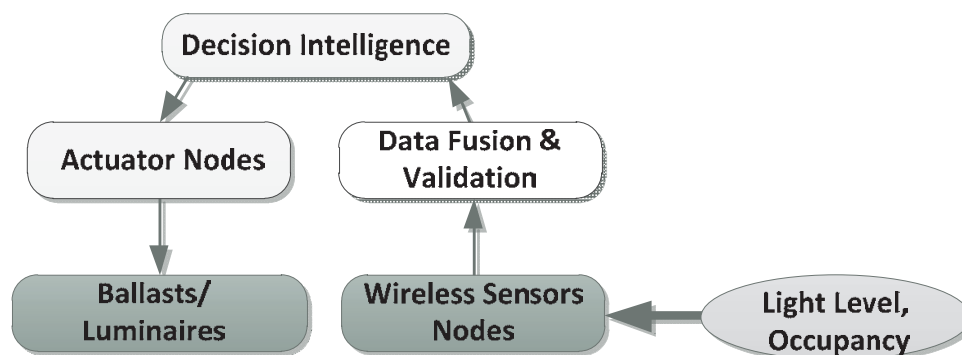 Decision Intelligence
Actuator Nodes
Data Fusion &
Validation
Ballasts/
Luminaires
Wireless Sensors
Nodes
Light Level,
Occupancy